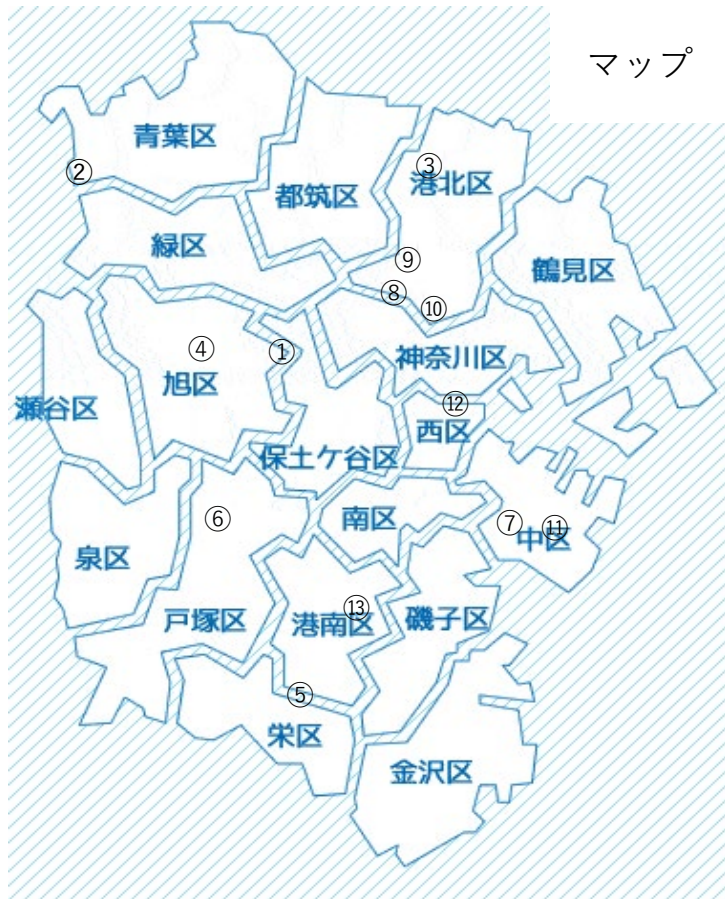 マップ
青葉区
②
③
港北区
都筑区
緑区
⑨
鶴見区
⑧
⑩
④
①
神奈川区
旭区
瀬谷区
⑫
西区
保土ケ谷区
⑥
南区
⑦
⑪
中区
泉区
⑬
戸塚区
港南区
磯子区
⑤
栄区
金沢区